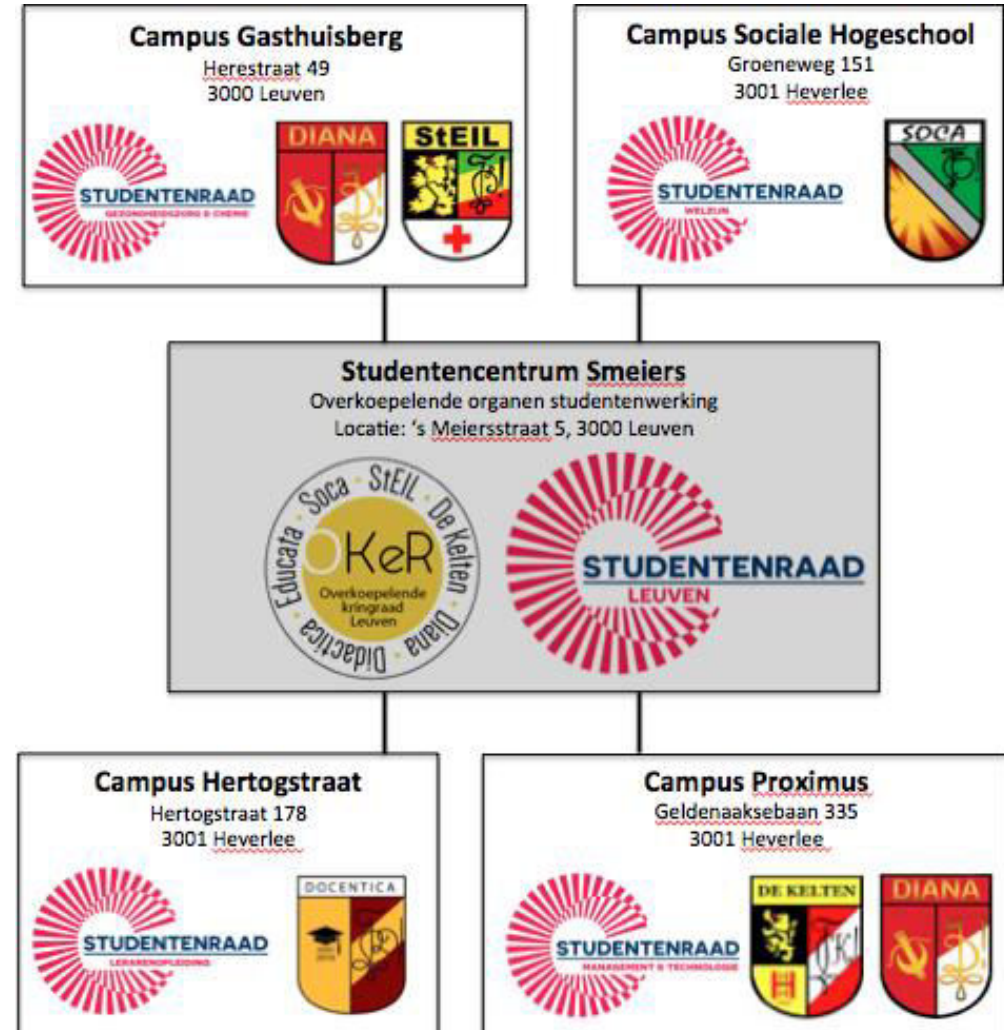 Campus Gasthuisberg
Herestraat 49
3000 Leuven
STUDENTENRAAD
GEZONDHEIDSZORG & CHEMIE
DIANA
StEIL
Campus Sociale Hogeschool
Groeneweg 151
3001 Heverlee
STUDENTENRAAD
WELZIJN
SOCA
Studentencentrum Smeiers
Overkoepelende organen studentenwerking
Locatie: ‘s Meiersstraat 5, 3000 Leuven
Educata · Soca · StEIL · De Kelten · Diana · Didactica ·
OKeR
Overkoepelende
kringraad
Leuven
STUDENTENRAAD
LEUVEN
Campus Hertogstraat
Hertogstraat 178
3001 Heverlee
STUDENTENRAAD
LERARENOPLEIDING
DOCENTICA
Campus Proximus
Geldenaaksebaan 335
3001 Heverlee
STUDENTENRAAD
MANAGEMENT & TECHNOLOGIE
DE KELTEN
DIANA